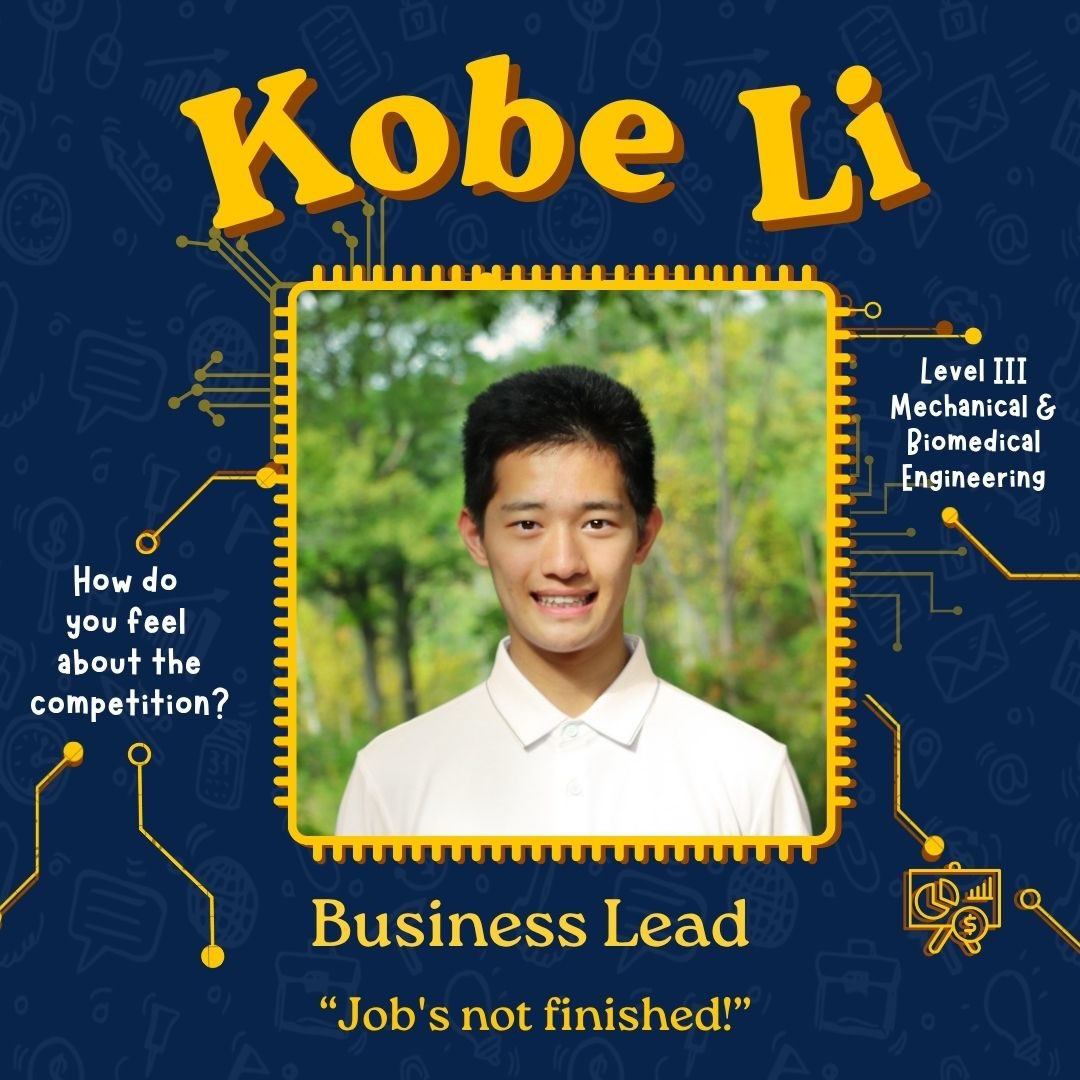 Kobe Li
Level III
Mechanical &
Biomedical
Engineering
How do
you feel
about the
competition?
Business Lead
“Job's not finished!”